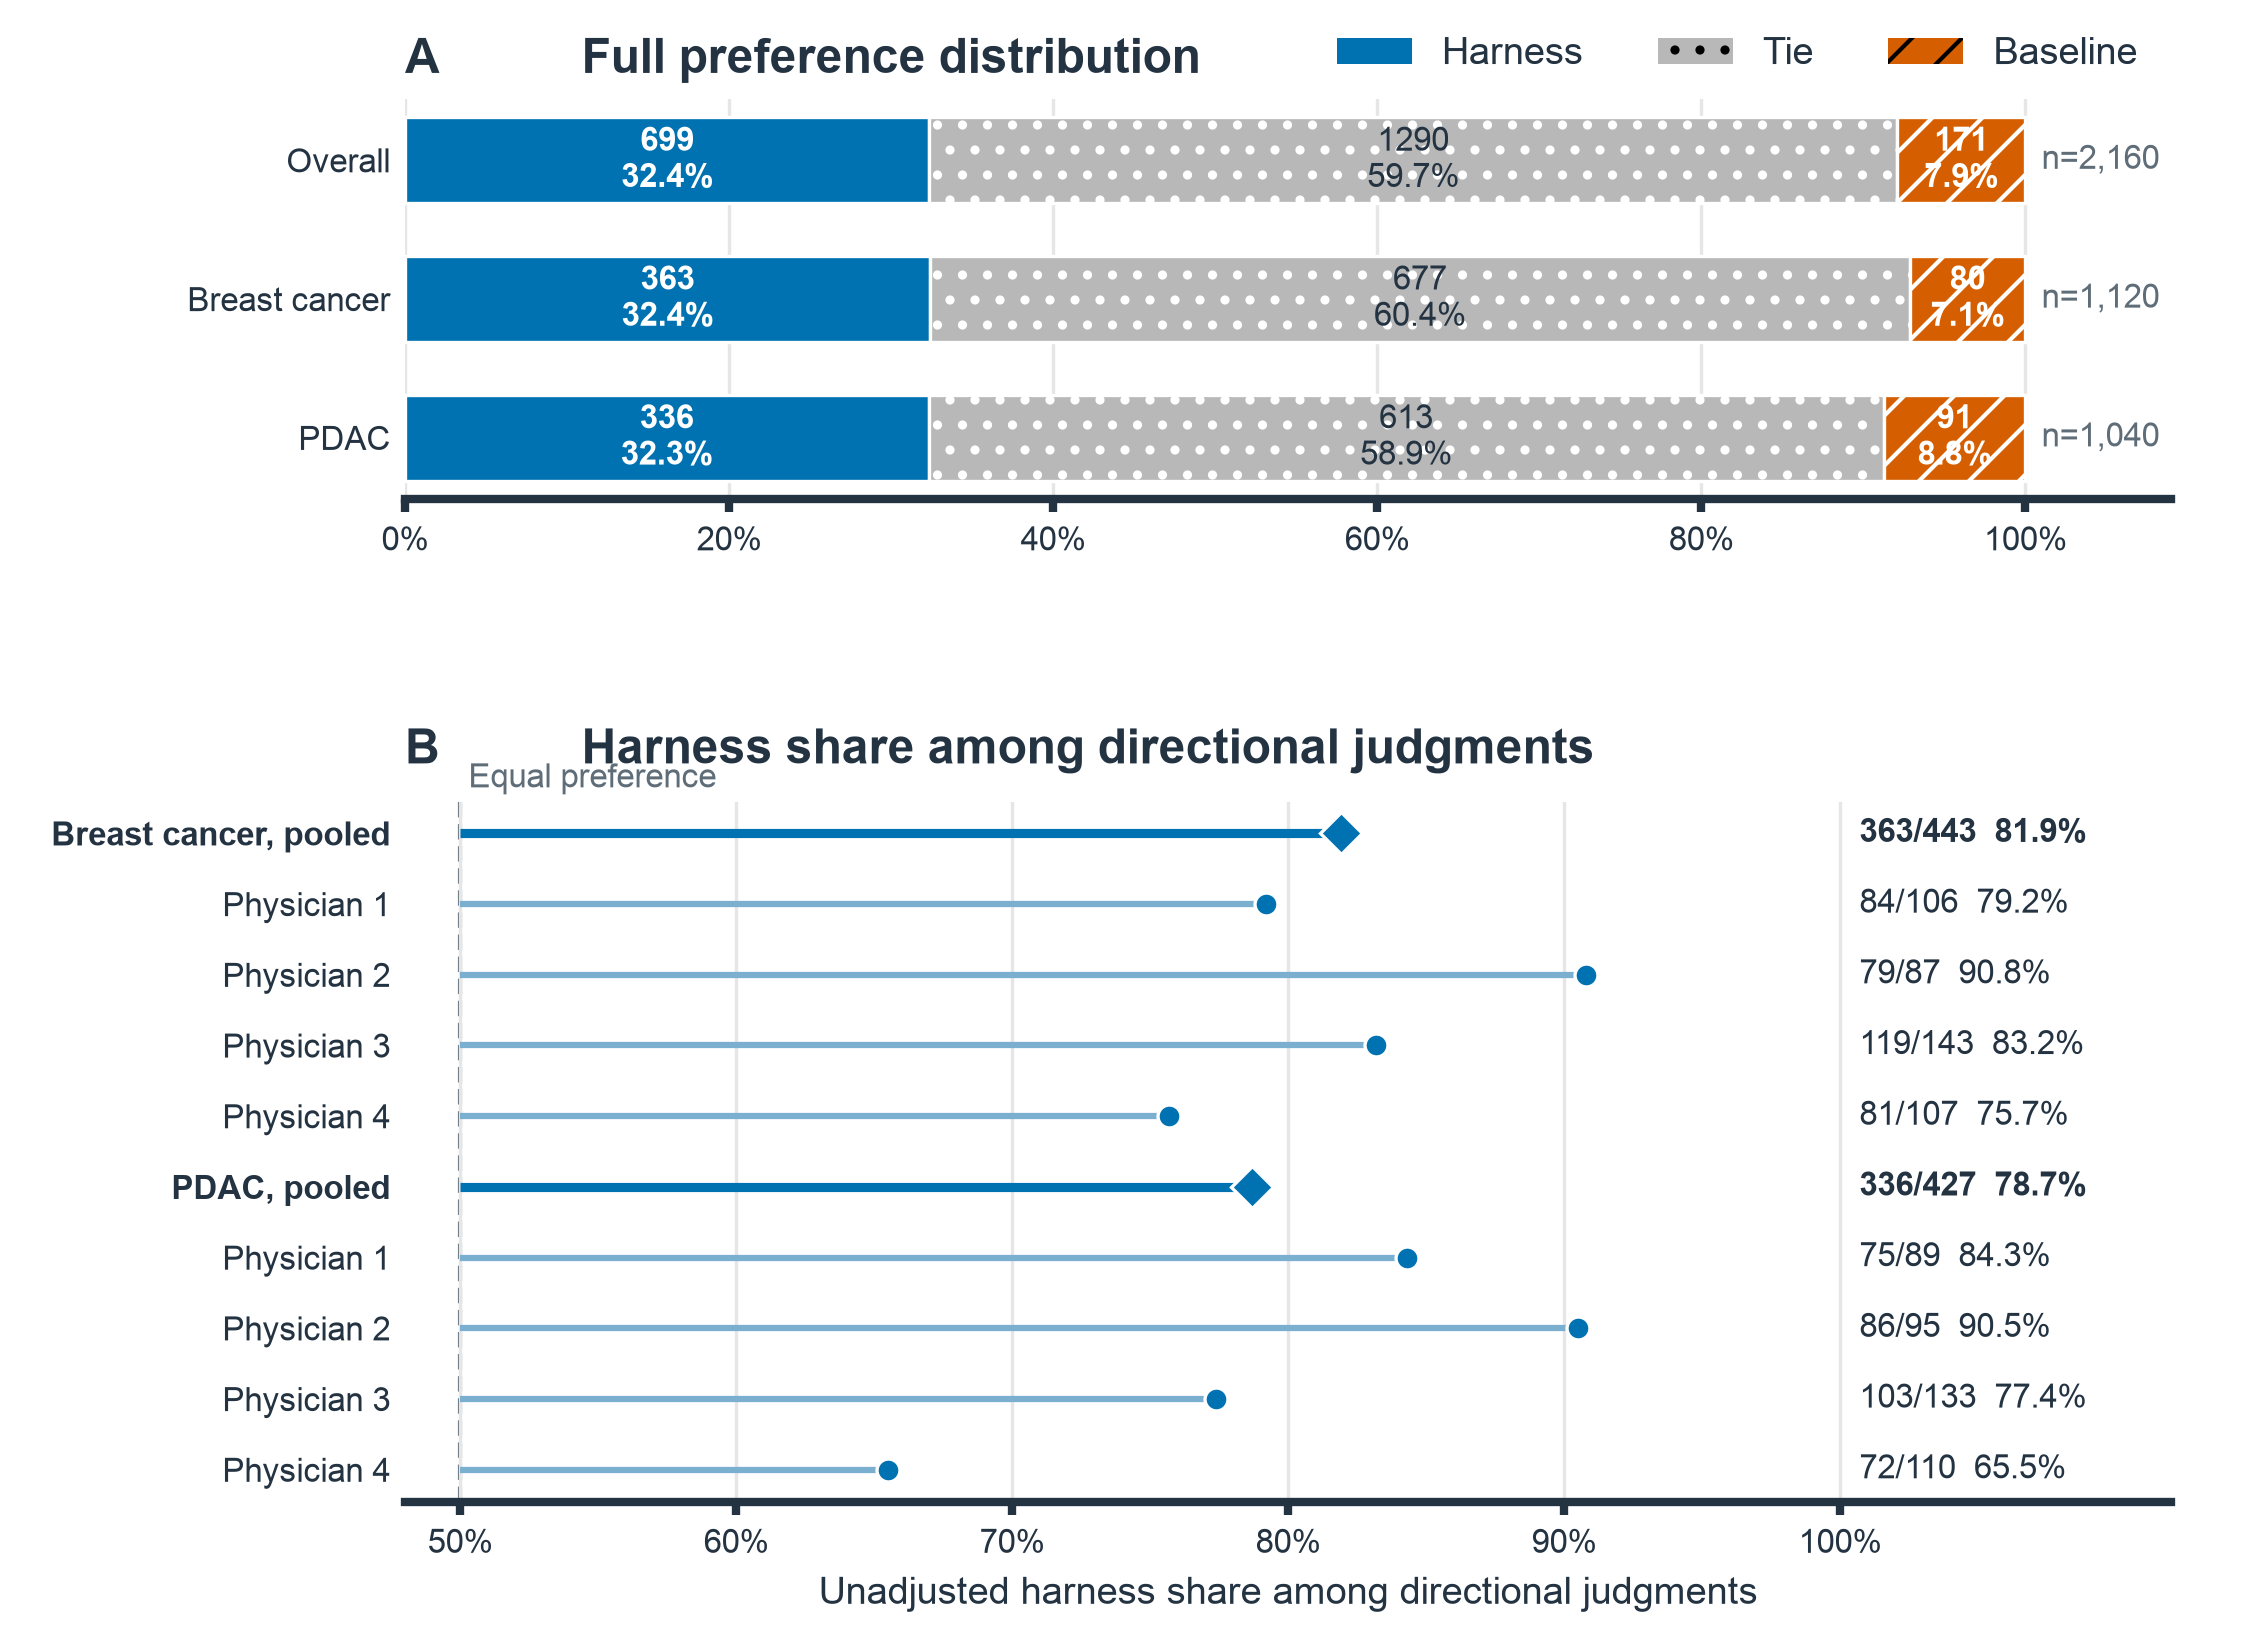 A Full preference distribution Harness Tie Baseline
Overall 699 32.4% 1290 59.7% 171 7.9% n=2,160
Breast cancer 363 32.4% 677 60.4% 80 7.1% n=1,120
PDAC 336 32.3% 613 58.9% 91 8.8% n=1,040
0% 20% 40% 60% 80% 100%
B Harness share among directional judgments
Equal preference
Breast cancer, pooled 363/443 81.9%
Physician 1 84/106 79.2%
Physician 2 79/87 90.8%
Physician 3 119/143 83.2%
Physician 4 81/107 75.7%
PDAC, pooled 336/427 78.7%
Physician 1 75/89 84.3%
Physician 2 86/95 90.5%
Physician 3 103/133 77.4%
Physician 4 72/110 65.5%
50% 60% 70% 80% 90% 100%
Unadjusted harness share among directional judgments